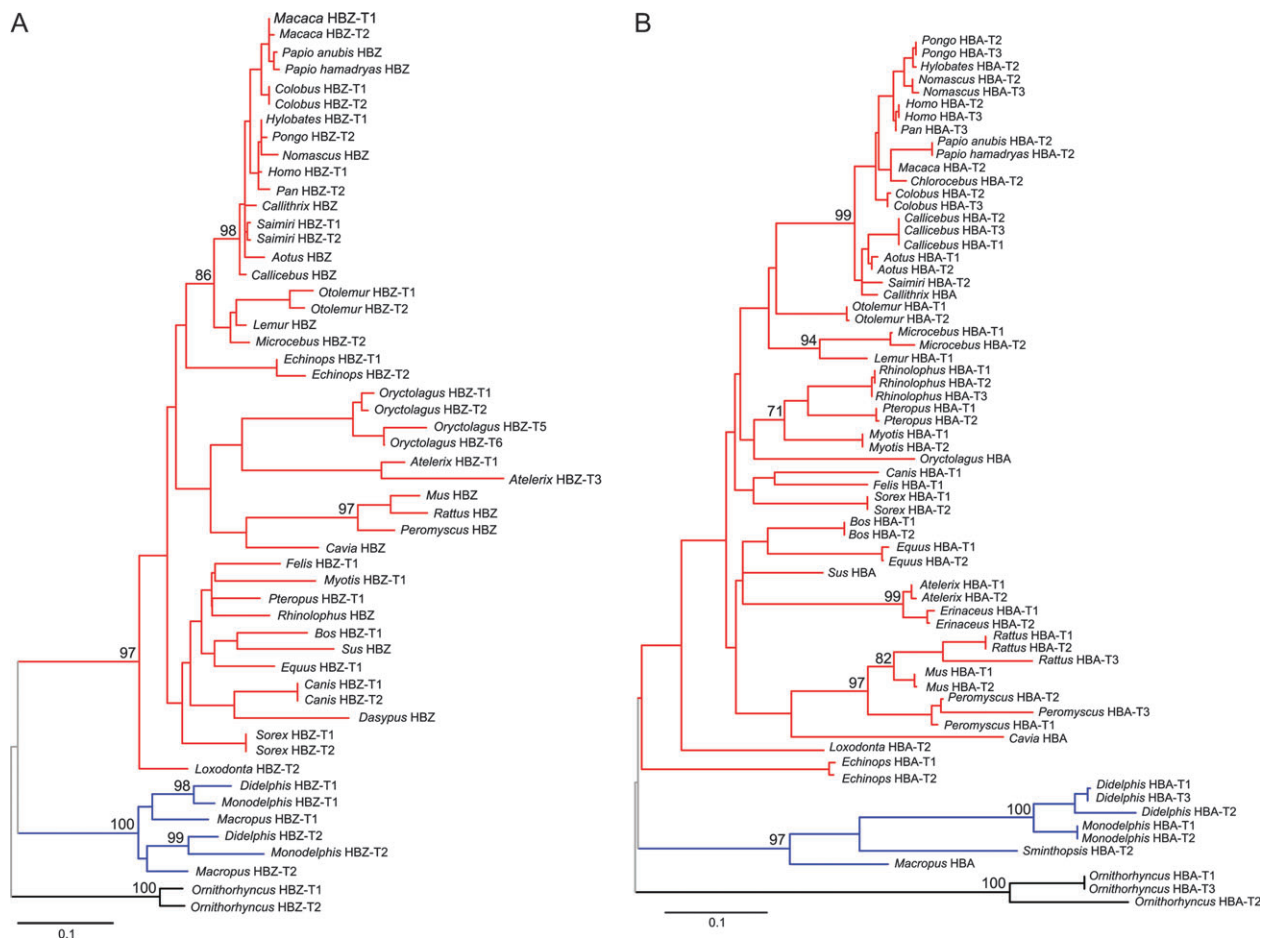 A
Macaca HBZ-T1
Macaca HBZ-T2
Papio anubis HBZ
Papio hamadryas HBZ
Colobus HBZ-T1
Colobus HBZ-T2
Hylobates HBZ-T1
Pongo HBZ-T2
Nomascus HBZ
Homo HBZ-T1
Pan HBZ-T2
Callithrix HBZ
Saimiri HBZ-T1
98
Saimiri HBZ-T2
Aotus HBZ
Callicebus HBZ
86
Otolemur HBZ-T1
Otolemur HBZ-T2
Lemur HBZ
Microcebus HBZ-T2
Echinops HBZ-T1
Echinops HBZ-T2
Oryctolagus HBZ-T1
Oryctolagus HBZ-T2
Oryctolagus HBZ-T5
Oryctolagus HBZ-T6
Atelerix HBZ-T1
Atelerix HBZ-T3
Mus HBZ
97
Rattus HBZ
Peromyscus HBZ
Cavia HBZ
Felis HBZ-T1
Myotis HBZ-T1
Pteropus HBZ-T1
Rhinolophus HBZ
Bos HBZ-T1
Sus HBZ
97
Equus HBZ-T1
Canis HBZ-T1
Canis HBZ-T2
Dasypus HBZ
Sorex HBZ-T1
Sorex HBZ-T2
Loxodonta HBZ-T2
98
Didelphis HBZ-T1
Monodelphis HBZ-T1
Macropus HBZ-T1
100
99
Didelphis HBZ-T2
Monodelphis HBZ-T2
Macropus HBZ-T2
100
Ornithorhyncus HBZ-T1
Ornithorhyncus HBZ-T2
0.1
B
Pongo HBA-T2
Pongo HBA-T3
Hylobates HBA-T2
Nomascus HBA-T2
Nomascus HBA-T3
Homo HBA-T2
Homo HBA-T3
Pan HBA-T3
Papio anubis HBA-T2
Papio hamadryas HBA-T2
Macaca HBA-T2
Chlorocebus HBA-T2
Colobus HBA-T2
Colobus HBA-T3
99
Callicebus HBA-T2
Callicebus HBA-T3
Callicebus HBA-T1
Aotus HBA-T1
Aotus HBA-T2
Saimiri HBA-T2
Callithrix HBA
Otolemur HBA-T1
Otolemur HBA-T2
Microcebus HBA-T1
94
Microcebus HBA-T2
Lemur HBA-T1
Rhinolophus HBA-T1
Rhinolophus HBA-T2
Rhinolophus HBA-T3
71
Pteropus HBA-T1
Pteropus HBA-T2
Myotis HBA-T1
Myotis HBA-T2
Oryctolagus HBA
Canis HBA-T1
Felis HBA-T1
Sorex HBA-T1
Sorex HBA-T2
Bos HBA-T1
Bos HBA-T2
Equus HBA-T1
Equus HBA-T2
Sus HBA
Atelerix HBA-T1
99
Atelerix HBA-T2
Erinaceus HBA-T1
Erinaceus HBA-T2
Rattus HBA-T1
Rattus HBA-T2
82
Rattus HBA-T3
Mus HBA-T1
97
Mus HBA-T2
Peromyscus HBA-T2
Peromyscus HBA-T3
Peromyscus HBA-T1
Cavia HBA
Loxodonta HBA-T2
Echinops HBA-T1
Echinops HBA-T2
Didelphis HBA-T1
Didelphis HBA-T3
100
Didelphis HBA-T2
Monodelphis HBA-T1
Monodelphis HBA-T2
97
Sminthopsis HBA-T2
Macropus HBA
Ornithorhyncus HBA-T1
100
Ornithorhyncus HBA-T3
Ornithorhyncus HBA-T2
0.1